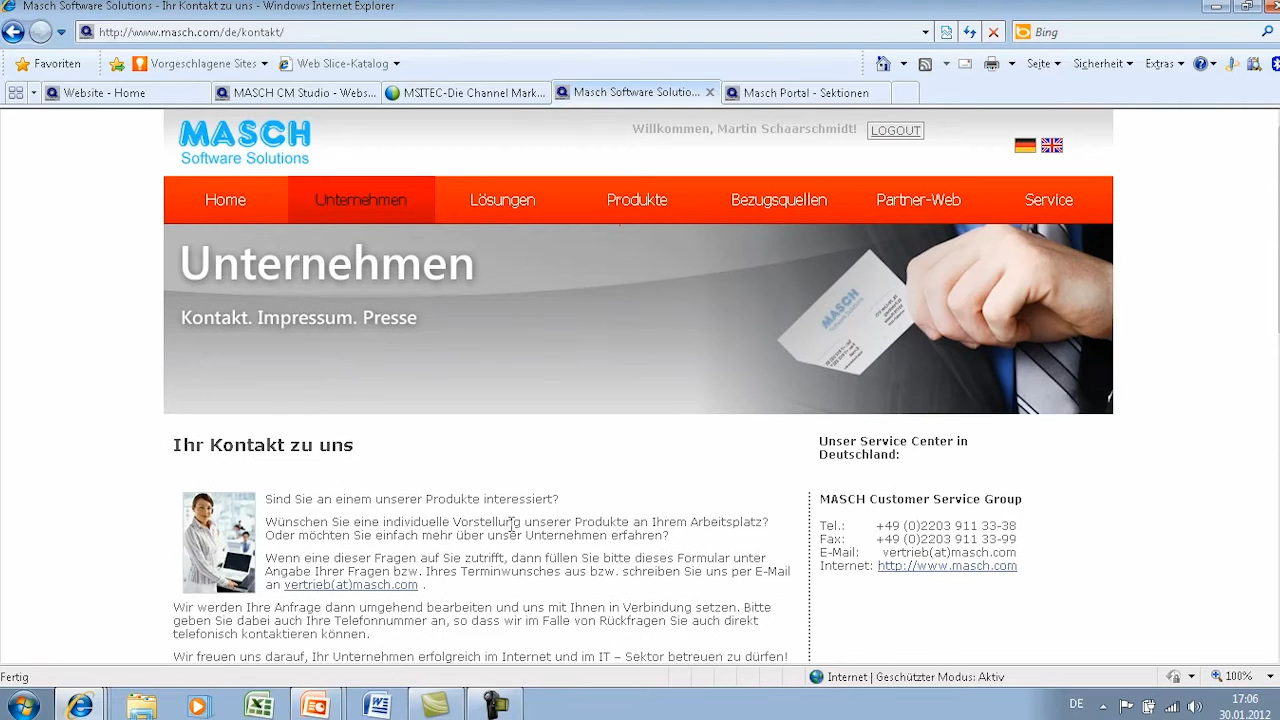 Masch Software Solutions - Ihr Kontakt zu uns - Windows Internet Explorer
http://www.masch.com/de/kontakt/
Bing
Favoriten Vorgeschlagene Sites Web Slice-Katalog Seite Sicherheit Extras
Website - Home MASCH CM Studio - Webs... MSITEC-Die Channel Mark... Masch Software Solutio... Masch Portal - Sektionen
MASCH
Software Solutions
Willkommen, Martin Schaarschmidt! LOGOUT
Home Unternehmen Lösungen Produkte Bezugsquellen Partner-Web Service
Unternehmen
Kontakt. Impressum. Presse
MASCH
Software Solutions
Ihr Kontakt zu uns
Sind Sie an einem unserer Produkte interessiert?
Wünschen Sie eine individuelle Vorstellung unserer Produkte an Ihrem Arbeitsplatz?
Oder möchten Sie einfach mehr über unser Unternehmen erfahren?
Wenn eine dieser Fragen auf Sie zutrifft, dann füllen Sie bitte dieses Formular unter
Angabe Ihrer Fragen bzw. Ihres Terminwunsches aus bzw. schreiben Sie uns per E-Mail
an vertrieb(at)masch.com .
Wir werden Ihre Anfrage dann umgehend bearbeiten und uns mit Ihnen in Verbindung setzen. Bitte
geben Sie dabei auch Ihre Telefonnummer an, so dass wir im Falle von Rückfragen Sie auch direkt
telefonisch kontaktieren können.
Wir freuen uns darauf, Ihr Unternehmen erfolgreich im Internet und im IT – Sektor betreuen zu dürfen!
Unser Service Center in
Deutschland:
MASCH Customer Service Group
Tel.: +49 (0)2203 911 33-38
Fax: +49 (0)2203 911 33-99
E-Mail: vertrieb(at)masch.com
Internet: http://www.masch.com
Fertig Internet | Geschützter Modus: Aktiv 100%
DE 17:06
30.01.2012